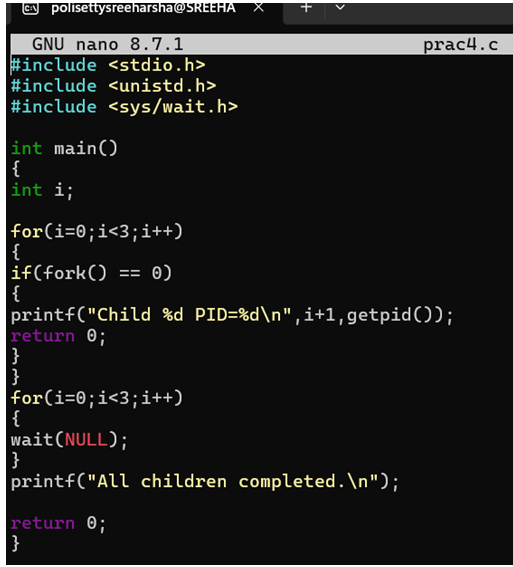 polisettysreeharsha@SREEHA
GNU nano 8.7.1 prac4.c
#include <stdio.h>
#include <unistd.h>
#include <sys/wait.h>
int main()
{
int i;
for(i=0;i<3;i++)
{
if(fork() == 0)
{
printf("Child %d PID=%d\n",i+1,getpid());
return 0;
}
}
for(i=0;i<3;i++)
{
wait(NULL);
}
printf("All children completed.\n");
return 0;
}